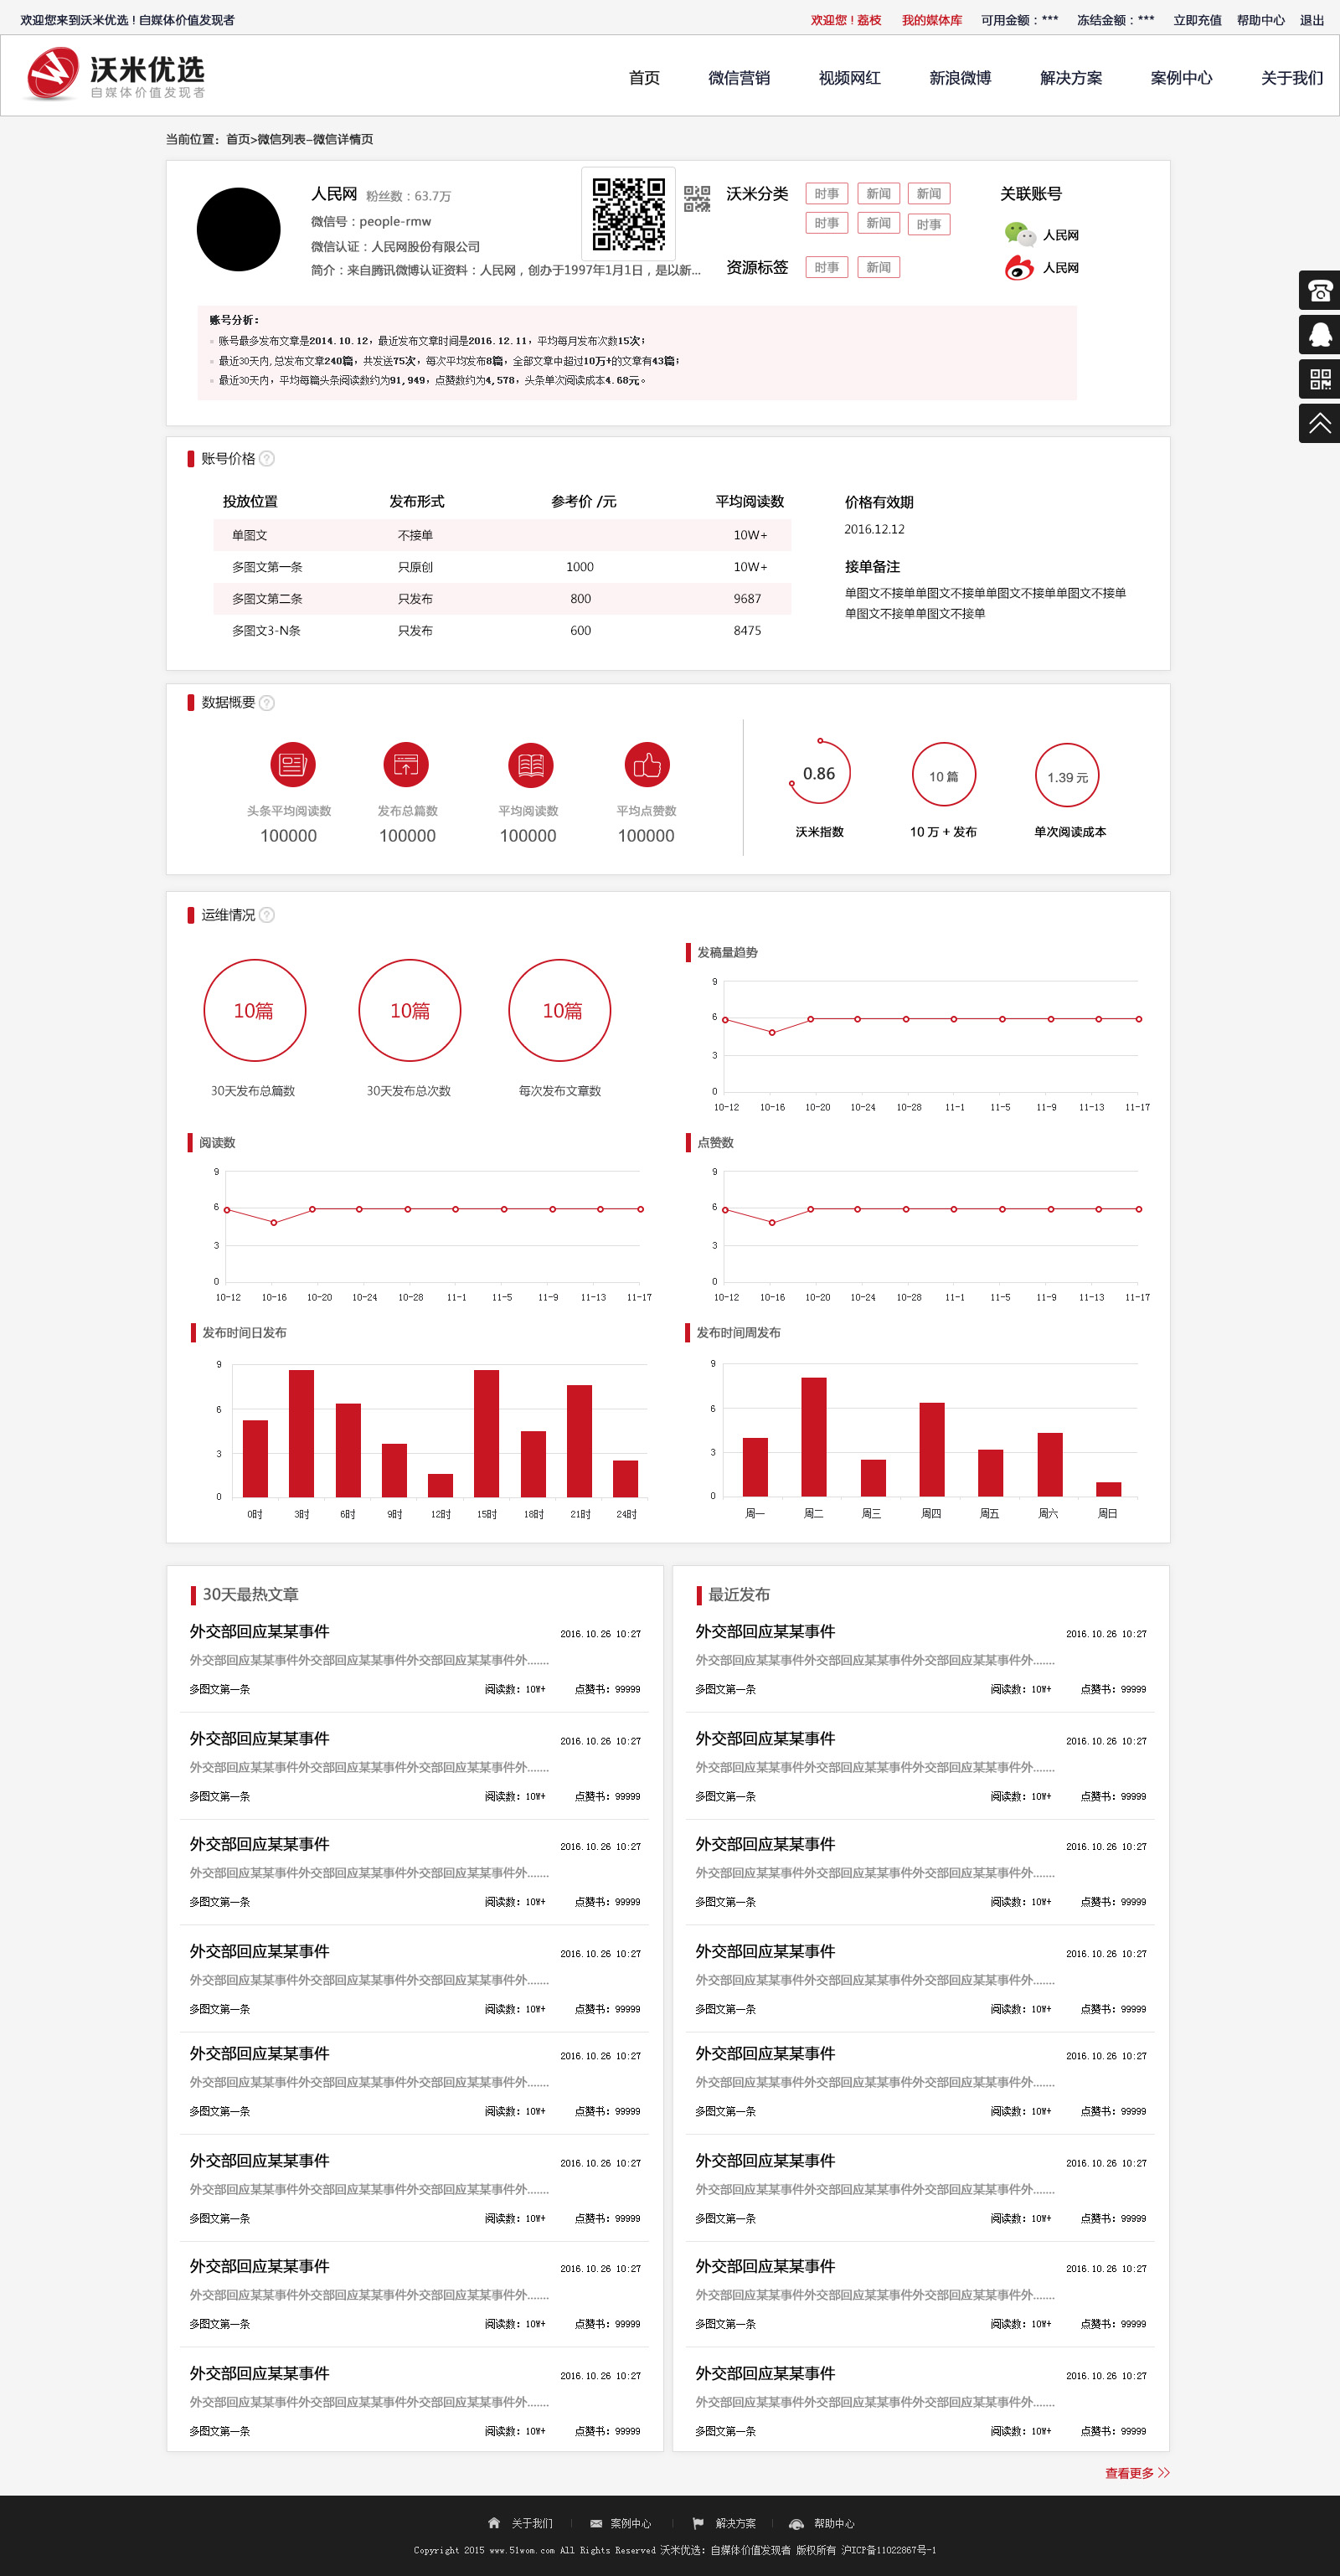 欢迎您来到沃米优选！自媒体价值发现者
欢迎您！荔枝 我的媒体库 可用金额：*** 冻结金额：*** 立即充值 帮助中心 退出
沃米优选
自媒体价值发现者
首页 微信营销 视频网红 新浪微博 解决方案 案例中心 关于我们
当前位置：首页>微信列表-微信详情页
人民网 粉丝数：63.7万
微信号：people-rmw
微信认证：人民网股份有限公司
简介：来自腾讯微博认证资料：人民网，创办于1997年1月1日，是以新...
沃米分类 时事 新闻 新闻
时事 新闻 时事
资源标签 时事 新闻
关联账号
人民网
人民网
账号分析：
账号最多发布文章是2014.10.12，最近发布文章时间是2016.12.11，平均每月发布次数15次；
最近30天内,总发布文章240篇，共发送75次，每次平均发布8篇，全部文章中超过10万+的文章有43篇；
最近30天内，平均每篇头条阅读数约为91,949，点赞数约为4,578，头条单次阅读成本4.68元。
账号价格 ?
投放位置 发布形式 参考价 /元 平均阅读数
单图文 不接单 10W+
多图文第一条 只原创 1000 10W+
多图文第二条 只发布 800 9687
多图文3-N条 只发布 600 8475
价格有效期
2016.12.12
接单备注
单图文不接单单图文不接单单图文不接单单图文不接单
单图文不接单单图文不接单
数据概要 ?
头条平均阅读数 发布总篇数 平均阅读数 平均点赞数
100000 100000 100000 100000
0.86 10 篇 1.39 元
沃米指数 10 万 + 发布 单次阅读成本
运维情况 ?
10篇 10篇 10篇
30天发布总篇数 30天发布总次数 每次发布文章数
发稿量趋势
9
6
3
0
10-12 10-16 10-20 10-24 10-28 11-1 11-5 11-9 11-13 11-17
阅读数
9
6
3
0
10-12 10-16 10-20 10-24 10-28 11-1 11-5 11-9 11-13 11-17
点赞数
9
6
3
0
10-12 10-16 10-20 10-24 10-28 11-1 11-5 11-9 11-13 11-17
发布时间日发布
9
6
3
0
0时 3时 6时 9时 12时 15时 18时 21时 24时
发布时间周发布
9
6
3
0
周一 周二 周三 周四 周五 周六 周日
30天最热文章
外交部回应某某事件 2016.10.26 10:27
外交部回应某某事件外交部回应某某事件外交部回应某某事件外.......
多图文第一条 阅读数：10W+ 点赞书：99999
外交部回应某某事件 2016.10.26 10:27
外交部回应某某事件外交部回应某某事件外交部回应某某事件外.......
多图文第一条 阅读数：10W+ 点赞书：99999
外交部回应某某事件 2016.10.26 10:27
外交部回应某某事件外交部回应某某事件外交部回应某某事件外.......
多图文第一条 阅读数：10W+ 点赞书：99999
外交部回应某某事件 2016.10.26 10:27
外交部回应某某事件外交部回应某某事件外交部回应某某事件外.......
多图文第一条 阅读数：10W+ 点赞书：99999
外交部回应某某事件 2016.10.26 10:27
外交部回应某某事件外交部回应某某事件外交部回应某某事件外.......
多图文第一条 阅读数：10W+ 点赞书：99999
外交部回应某某事件 2016.10.26 10:27
外交部回应某某事件外交部回应某某事件外交部回应某某事件外.......
多图文第一条 阅读数：10W+ 点赞书：99999
外交部回应某某事件 2016.10.26 10:27
外交部回应某某事件外交部回应某某事件外交部回应某某事件外.......
多图文第一条 阅读数：10W+ 点赞书：99999
外交部回应某某事件 2016.10.26 10:27
外交部回应某某事件外交部回应某某事件外交部回应某某事件外.......
多图文第一条 阅读数：10W+ 点赞书：99999
最近发布
外交部回应某某事件 2016.10.26 10:27
外交部回应某某事件外交部回应某某事件外交部回应某某事件外.......
多图文第一条 阅读数：10W+ 点赞书：99999
外交部回应某某事件 2016.10.26 10:27
外交部回应某某事件外交部回应某某事件外交部回应某某事件外.......
多图文第一条 阅读数：10W+ 点赞书：99999
外交部回应某某事件 2016.10.26 10:27
外交部回应某某事件外交部回应某某事件外交部回应某某事件外.......
多图文第一条 阅读数：10W+ 点赞书：99999
外交部回应某某事件 2016.10.26 10:27
外交部回应某某事件外交部回应某某事件外交部回应某某事件外.......
多图文第一条 阅读数：10W+ 点赞书：99999
外交部回应某某事件 2016.10.26 10:27
外交部回应某某事件外交部回应某某事件外交部回应某某事件外.......
多图文第一条 阅读数：10W+ 点赞书：99999
外交部回应某某事件 2016.10.26 10:27
外交部回应某某事件外交部回应某某事件外交部回应某某事件外.......
多图文第一条 阅读数：10W+ 点赞书：99999
外交部回应某某事件 2016.10.26 10:27
外交部回应某某事件外交部回应某某事件外交部回应某某事件外.......
多图文第一条 阅读数：10W+ 点赞书：99999
外交部回应某某事件 2016.10.26 10:27
外交部回应某某事件外交部回应某某事件外交部回应某某事件外.......
多图文第一条 阅读数：10W+ 点赞书：99999
查看更多
关于我们 案例中心 解决方案 帮助中心
Copyright 2015 www.51wom.com All Rights Reserved 沃米优选：自媒体价值发现者 版权所有 沪ICP备11022867号-1